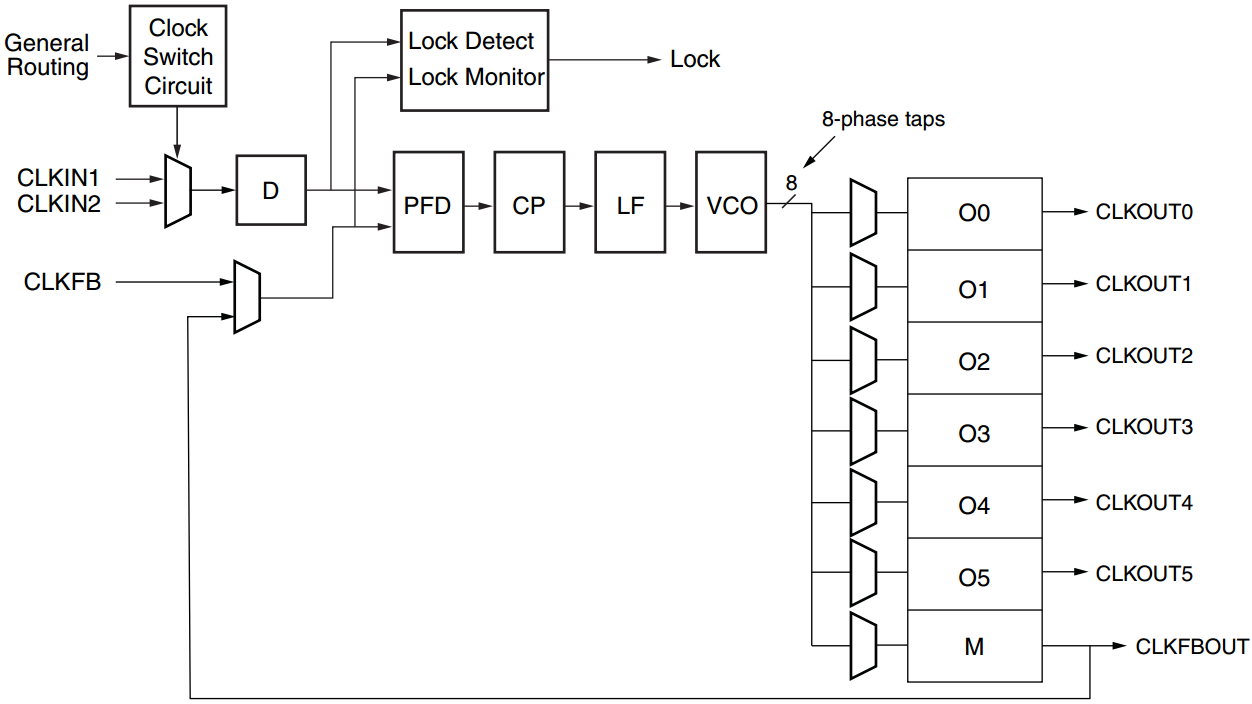 General
Routing
Clock
Switch
Circuit
Lock Detect
Lock Monitor
Lock
CLKIN1
CLKIN2
D
PFD
CP
LF
VCO
8-phase taps
8
CLKFB
O0
CLKOUT0
O1
CLKOUT1
O2
CLKOUT2
O3
CLKOUT3
O4
CLKOUT4
O5
CLKOUT5
M
CLKFBOUT